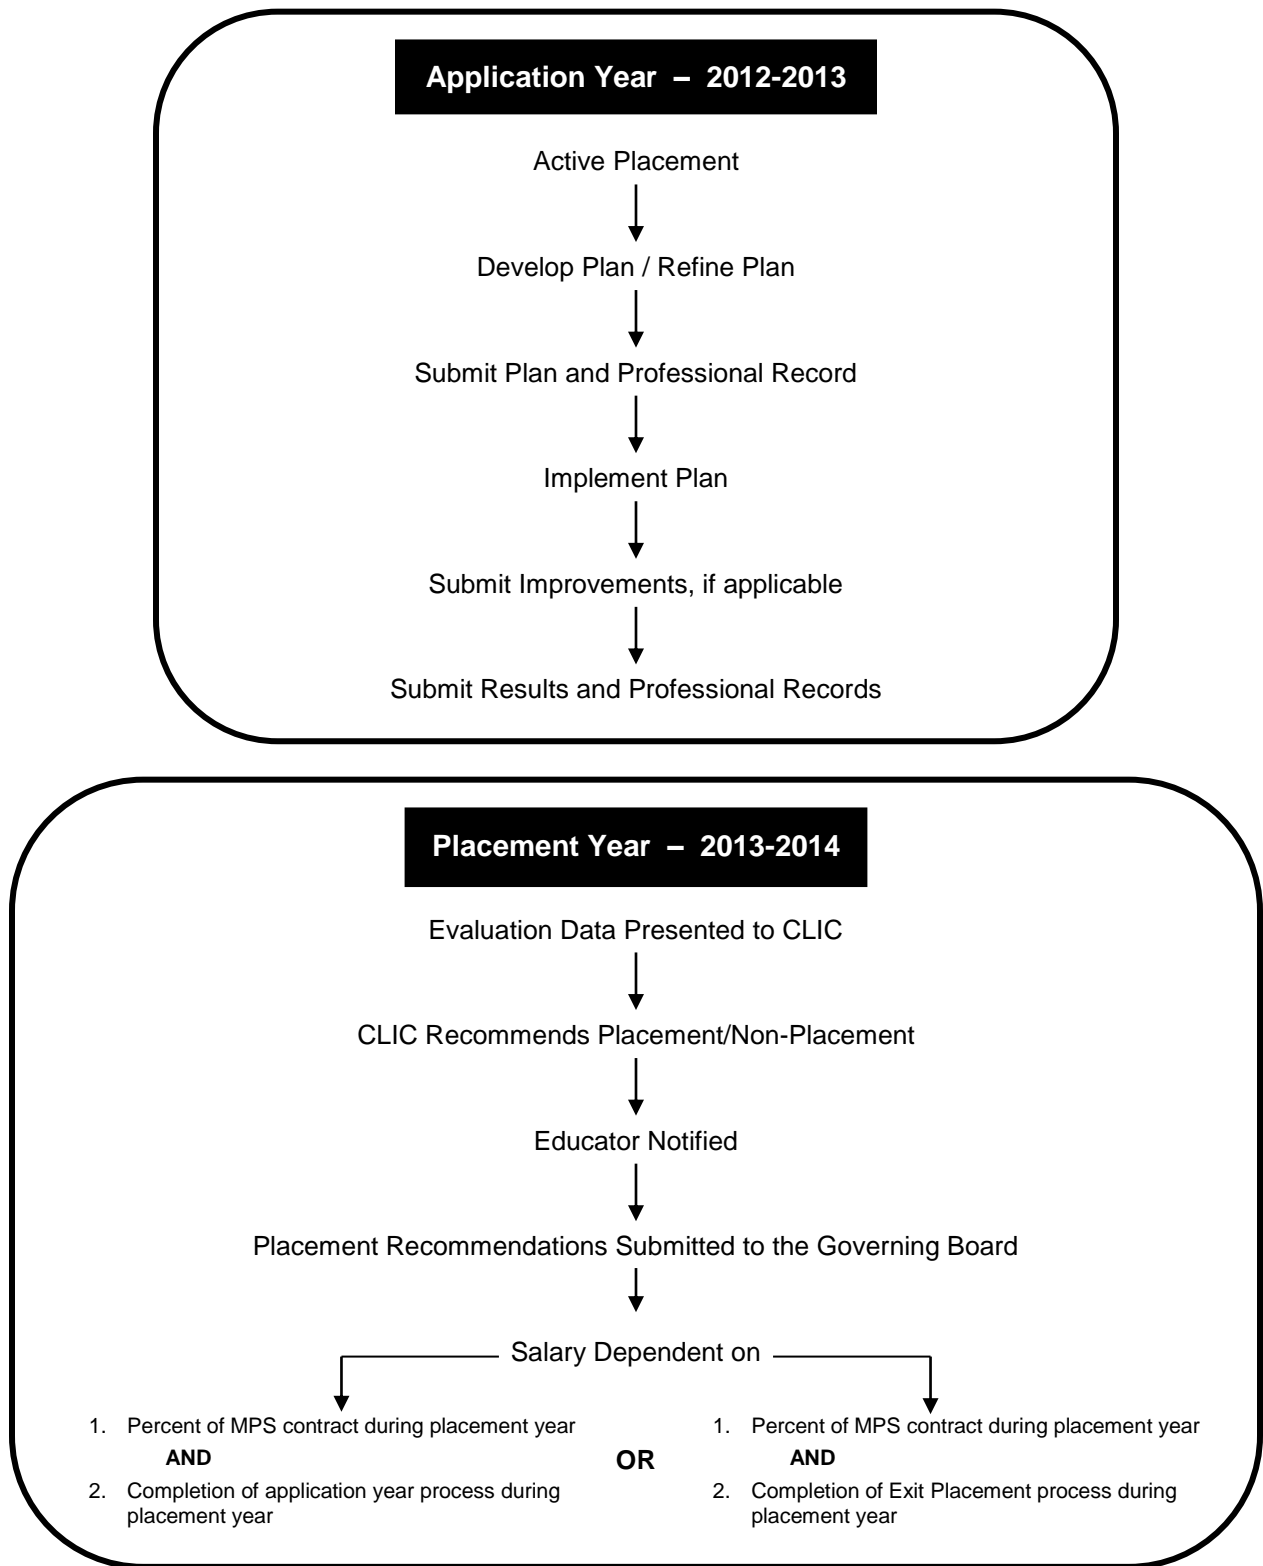 Application Year – 2012-2013
Active Placement
Develop Plan / Refine Plan
Submit Plan and Professional Record
Implement Plan
Submit Improvements, if applicable
Submit Results and Professional Records
Placement Year – 2013-2014
Evaluation Data Presented to CLIC
CLIC Recommends Placement/Non-Placement
Educator Notified
Placement Recommendations Submitted to the Governing Board
Salary Dependent on
1. Percent of MPS contract during placement year
AND
2. Completion of application year process during
placement year
OR
1. Percent of MPS contract during placement year
AND
2. Completion of Exit Placement process during
placement year